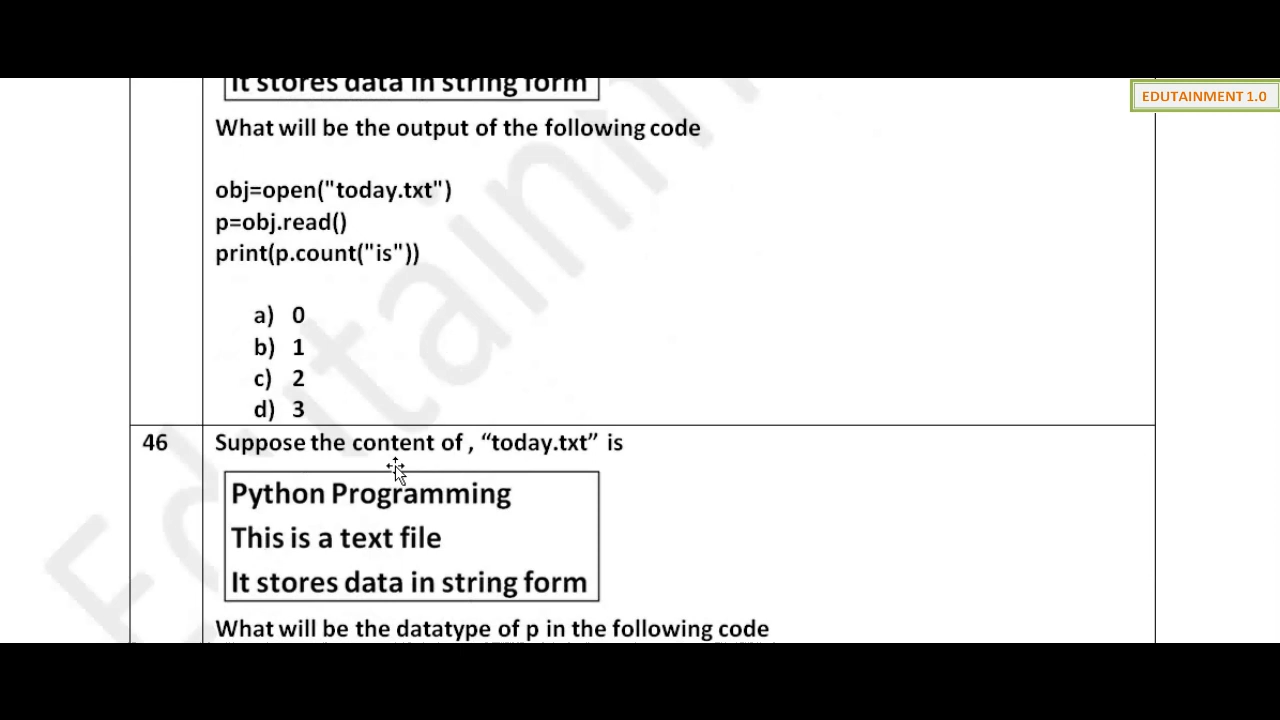 It stores data in string form
EDUTAINMENT 1.0
What will be the output of the following code
obj=open("today.txt")
p=obj.read()
print(p.count("is"))
a) 0
b) 1
c) 2
d) 3
46 Suppose the content of , “today.txt” is
Python Programming
This is a text file
It stores data in string form
What will be the datatype of p in the following code